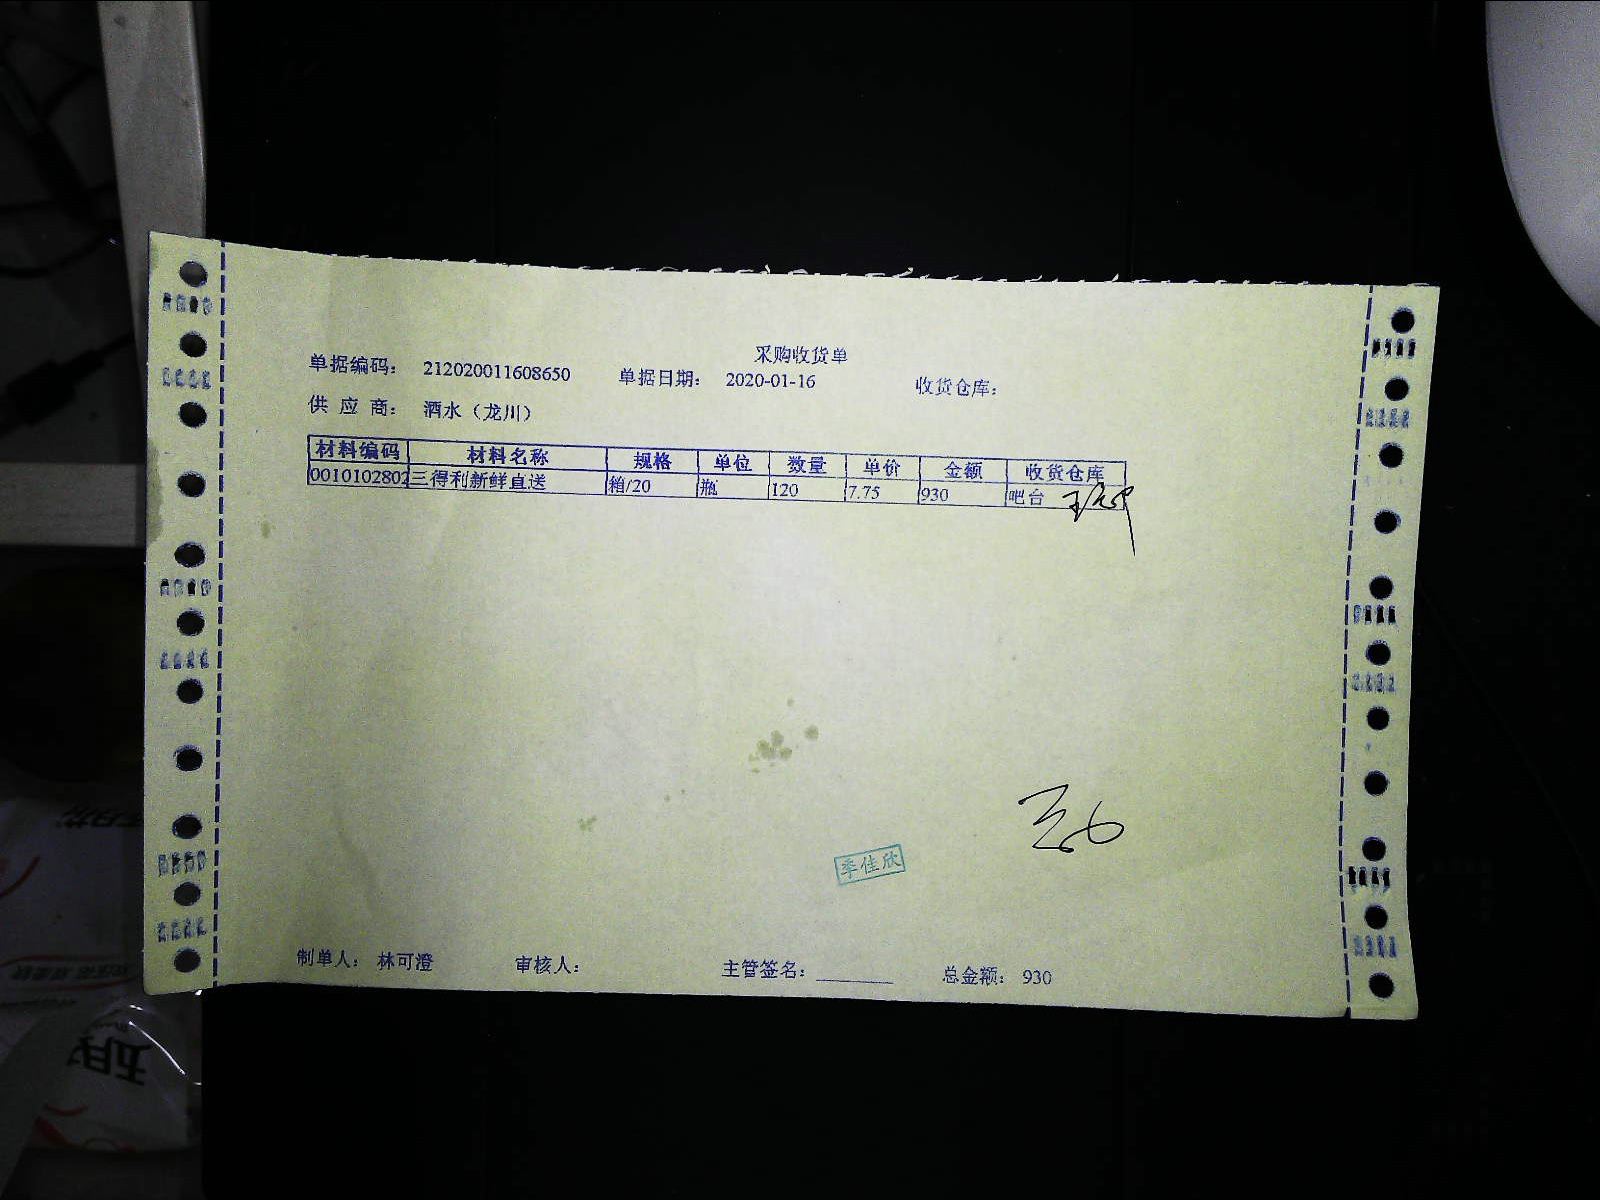 采购收货单
单据编码： 212020011608650 单据日期： 2020-01-16 收货仓库：
供应商： 酒水（龙川）
材料编码 材料名称 规格 单位 数量 单价 金额 收货仓库
0010102802 三得利新鲜直送 箱/20 瓶 120 7.75 930 吧台
季佳欣
制单人： 林可澄 审核人： 主管签名： 总金额： 930